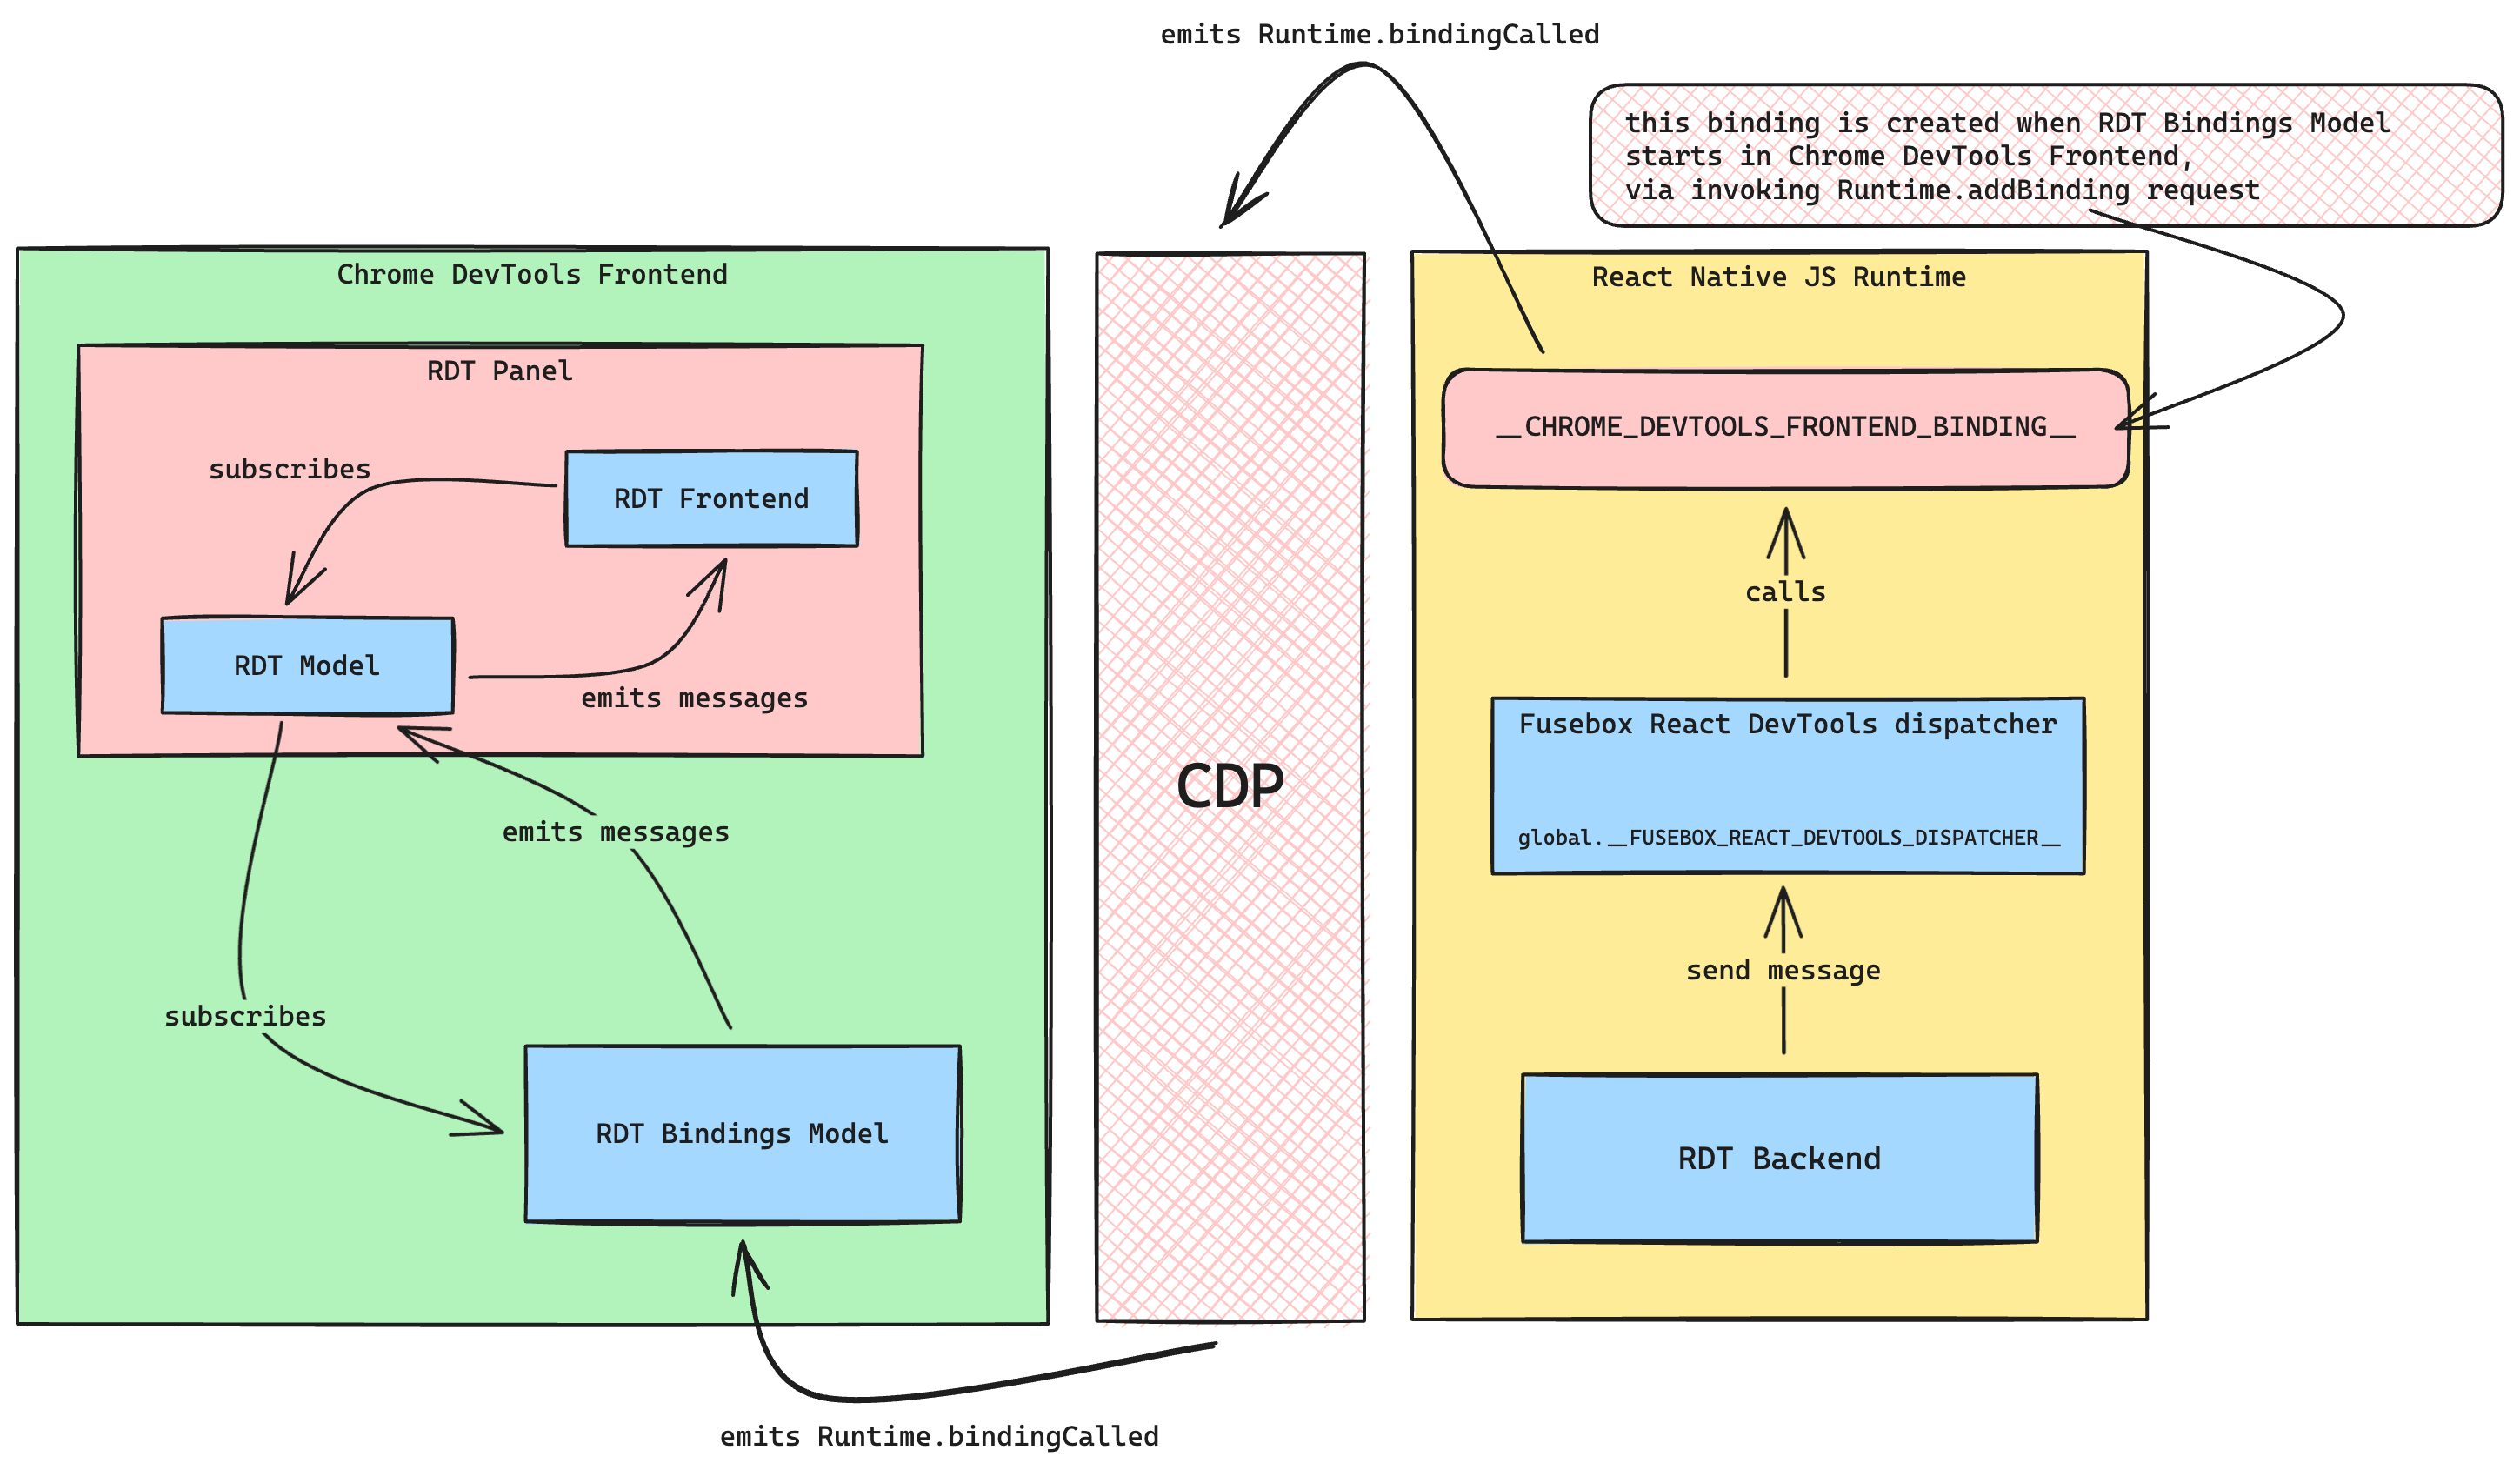 emits Runtime.bindingCalled
this binding is created when RDT Bindings Model
starts in Chrome DevTools Frontend,
via invoking Runtime.addBinding request
Chrome DevTools Frontend
RDT Panel
subscribes
RDT Frontend
RDT Model
emits messages
emits messages
subscribes
RDT Bindings Model
emits Runtime.bindingCalled
CDP
React Native JS Runtime
__CHROME_DEVTOOLS_FRONTEND_BINDING__
calls
Fusebox React DevTools dispatcher
global.__FUSEBOX_REACT_DEVTOOLS_DISPATCHER__
send message
RDT Backend